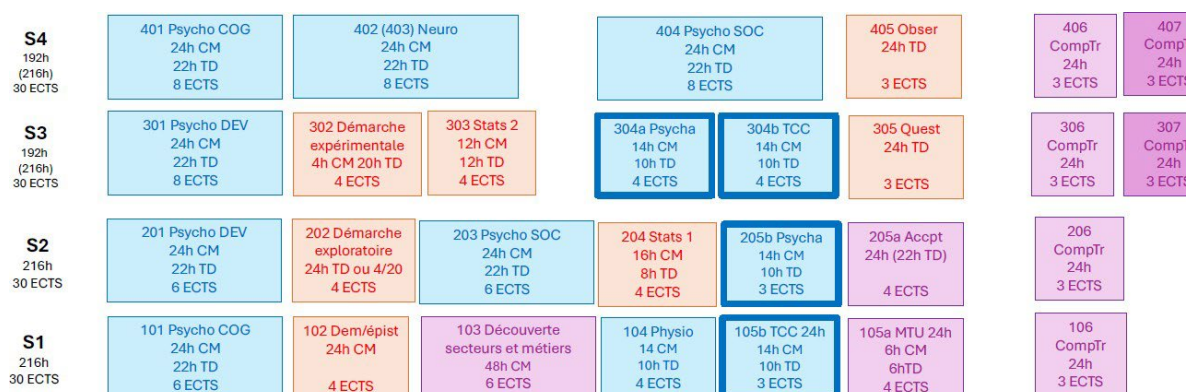 S4
192h
(216h)
30 ECTS
401 Psycho COG
24h CM
22h TD
8 ECTS
402 (403) Neuro
24h CM
22h TD
8 ECTS
404 Psycho SOC
24h CM
22h TD
8 ECTS
405 Obser
24h TD
3 ECTS
406
CompTr
24h
3 ECTS
407
CompT
24h
3 ECTS
S3
192h
(216h)
30 ECTS
301 Psycho DEV
24h CM
22h TD
8 ECTS
302 Démarche
expérimentale
4h CM 20h TD
4 ECTS
303 Stats 2
12h CM
12h TD
4 ECTS
304a Psycha
14h CM
10h TD
4 ECTS
304b TCC
14h CM
10h TD
4 ECTS
305 Quest
24h TD
3 ECTS
306
CompTr
24h
3 ECTS
307
CompTr
24h
3 ECTS
S2
216h
30 ECTS
201 Psycho DEV
24h CM
22h TD
6 ECTS
202 Démarche
exploratoire
24h TD ou 4/20
4 ECTS
203 Psycho SOC
24h CM
22h TD
6 ECTS
204 Stats 1
16h CM
8h TD
4 ECTS
205b Psycha
14h CM
10h TD
3 ECTS
205a Accpt
24h (22h TD)
4 ECTS
206
CompTr
24h
3 ECTS
S1
216h
30 ECTS
101 Psycho COG
24h CM
22h TD
6 ECTS
102 Dem/épist
24h CM
4 ECTS
103 Découverte
secteurs et métiers
48h CM
6 ECTS
104 Physio
14 CM
10h TD
4 ECTS
105b TCC 24h
14h CM
10h TD
3 ECTS
105a MTU 24h
6h CM
6hTD
4 ECTS
106
CompTr
24h
3 ECTS